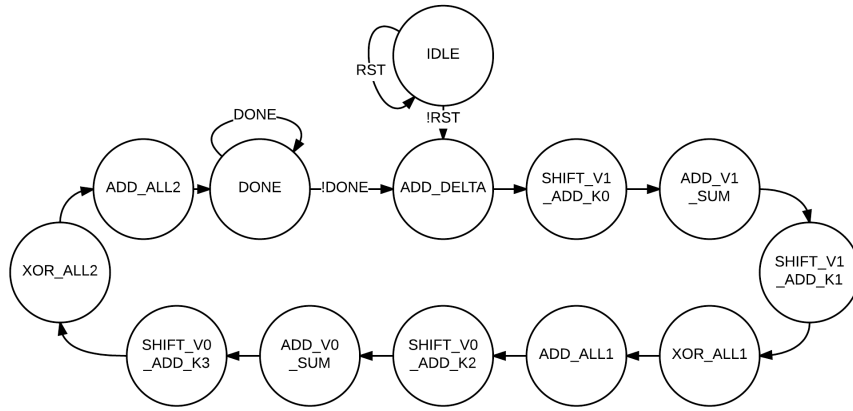 IDLE
RST
!RST
DONE
ADD_ALL2
DONE
!DONE
ADD_DELTA
SHIFT_V1
_ADD_K0
ADD_V1
_SUM
XOR_ALL2
SHIFT_V1
_ADD_K1
SHIFT_V0
_ADD_K3
ADD_V0
_SUM
SHIFT_V0
_ADD_K2
ADD_ALL1
XOR_ALL1